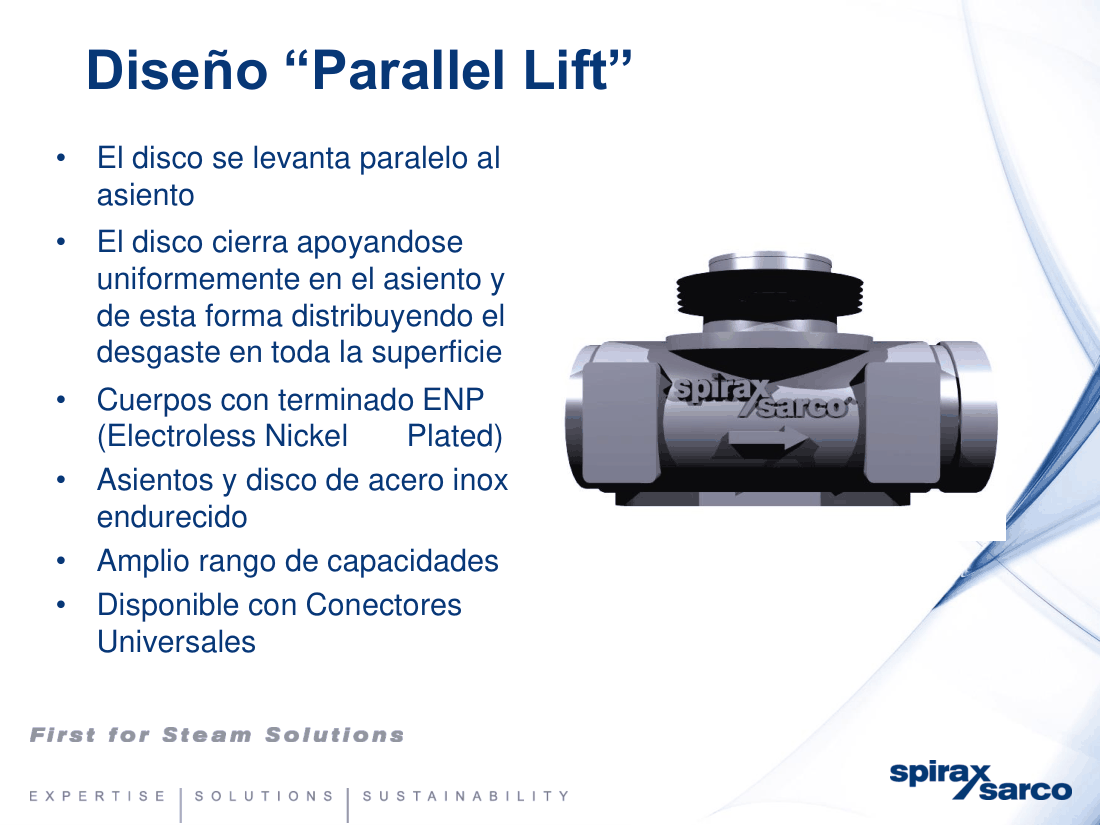 Diseño “Parallel Lift”
• El disco se levanta paralelo al
asiento
• El disco cierra apoyandose
uniformemente en el asiento y
de esta forma distribuyendo el
desgaste en toda la superficie
• Cuerpos con terminado ENP
(Electroless Nickel Plated)
• Asientos y disco de acero inox
endurecido
• Amplio rango de capacidades
• Disponible con Conectores
Universales
spirax
sarco
First for Steam Solutions
EXPERTISE | SOLUTIONS | SUSTAINABILITY
spirax
sarco